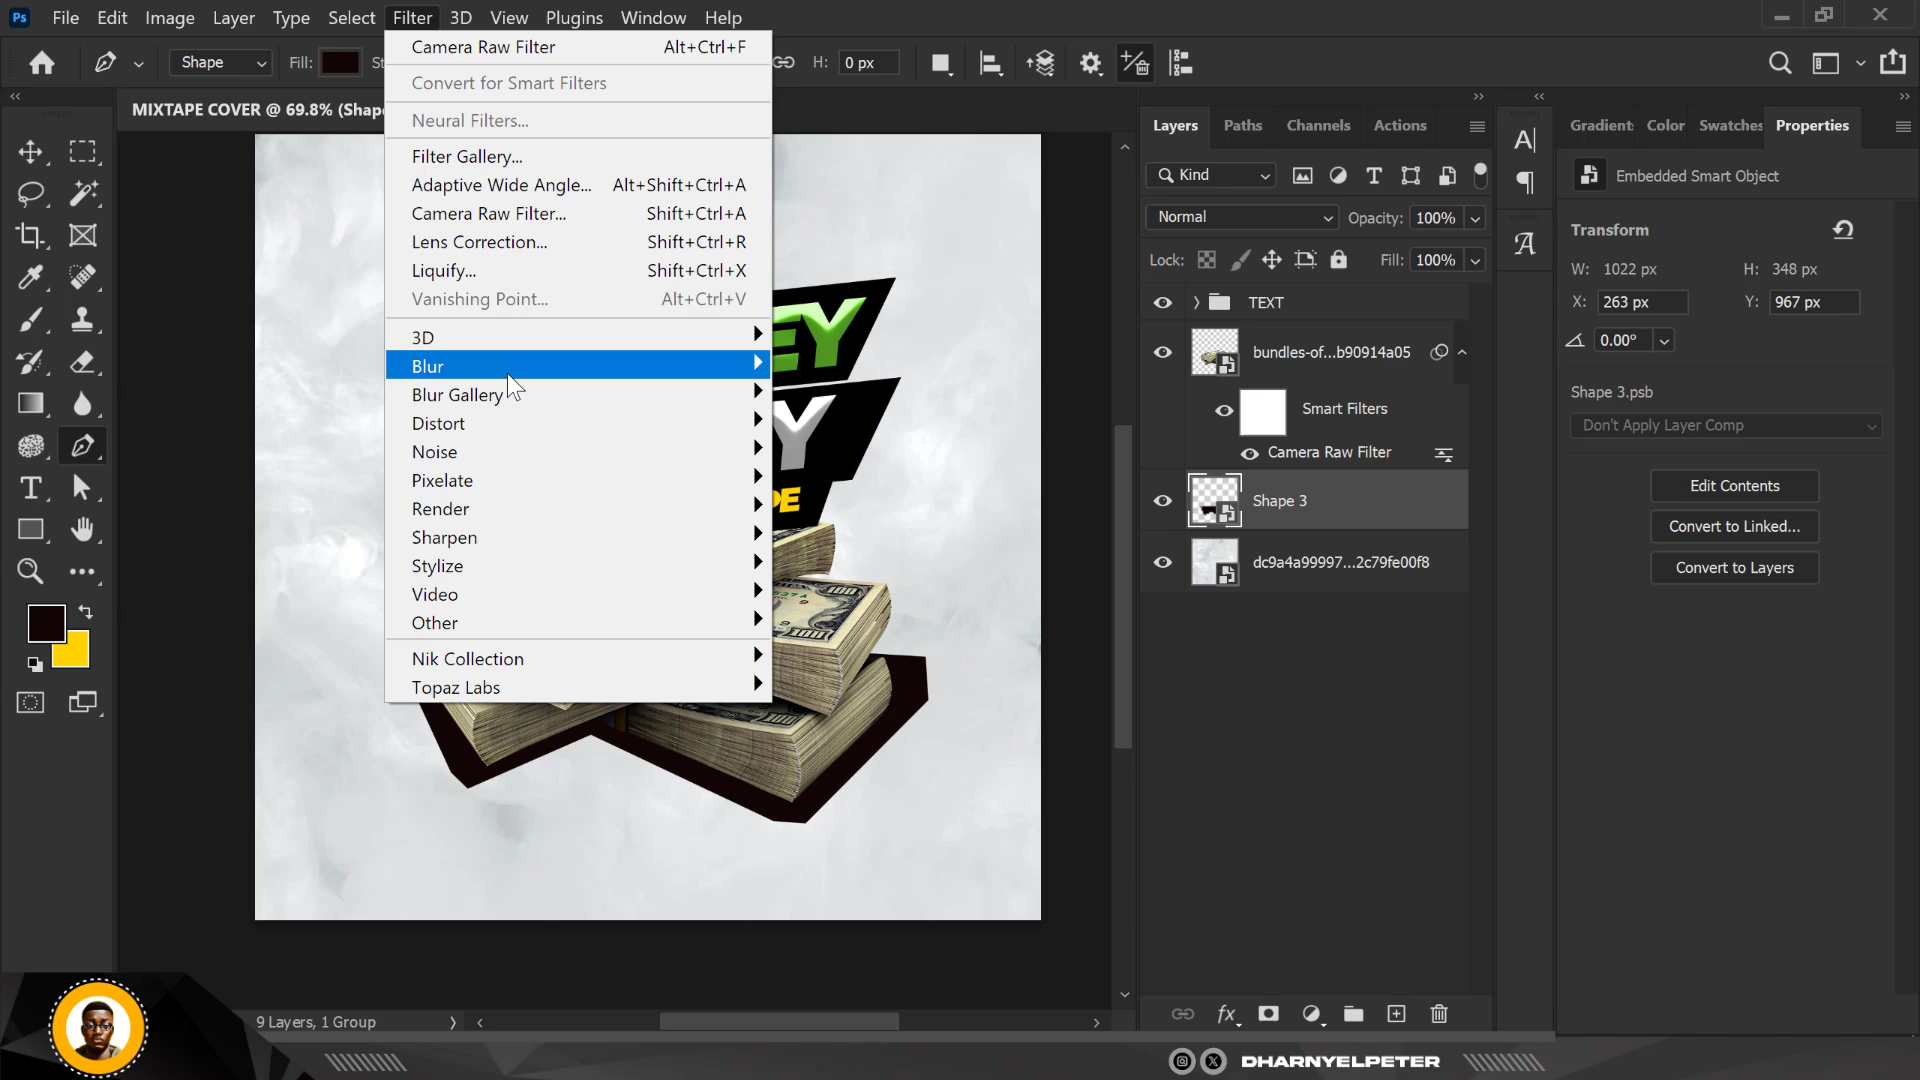 Ps File Edit Image Layer Type Select Filter 3D View Plugins Window Help
Shape Fill: H: 0 px
Camera Raw Filter Alt+Ctrl+F
Convert for Smart Filters
Neural Filters...
Filter Gallery...
Adaptive Wide Angle... Alt+Shift+Ctrl+A
Camera Raw Filter... Shift+Ctrl+A
Lens Correction... Shift+Ctrl+R
Liquify... Shift+Ctrl+X
Vanishing Point... Alt+Ctrl+V
3D
Blur
Blur Gallery
Distort
Noise
Pixelate
Render
Sharpen
Stylize
Video
Other
Nik Collection
Topaz Labs
MIXTAPE COVER @ 69.8% (Shape
EY
Y
PE
100
100
Layers Paths Channels Actions
Kind
Normal Opacity: 100%
Lock: Fill: 100%
TEXT
bundles-of...b90914a05
Smart Filters
Camera Raw Filter
Shape 3
dc9a4a99997...2c79fe00f8
Color Swatches Properties
Embedded Smart Object
Transform
W: 1022 px H: 348 px
X: 263 px Y: 967 px
0.00°
Shape 3.psb
Don't Apply Layer Comp
Edit Contents
Convert to Linked...
Convert to Layers
9 Layers, 1 Group
DHARNYELPETER